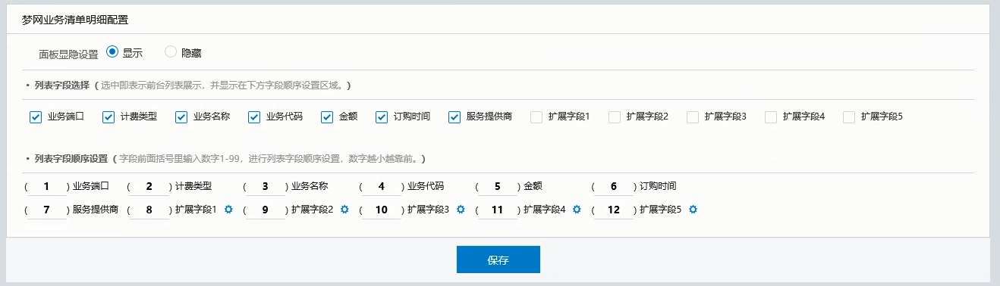 梦网业务清单明细配置
面板显隐设置 显示 隐藏
• 列表字段选择 ( 选中即表示前台列表展示，并显示在下方字段顺序设置区域。)
业务端口 计费类型 业务名称 业务代码 金额 订购时间 服务提供商 扩展字段1 扩展字段2 扩展字段3 扩展字段4 扩展字段5
• 列表字段顺序设置 ( 字段前面括号里输入数字1-99，进行列表字段顺序设置，数字越小越靠前。)
( 1 ) 业务端口 ( 2 ) 计费类型 ( 3 ) 业务名称 ( 4 ) 业务代码 ( 5 ) 金额 ( 6 ) 订购时间
( 7 ) 服务提供商 ( 8 ) 扩展字段1 ( 9 ) 扩展字段2 ( 10 ) 扩展字段3 ( 11 ) 扩展字段4 ( 12 ) 扩展字段5
保存